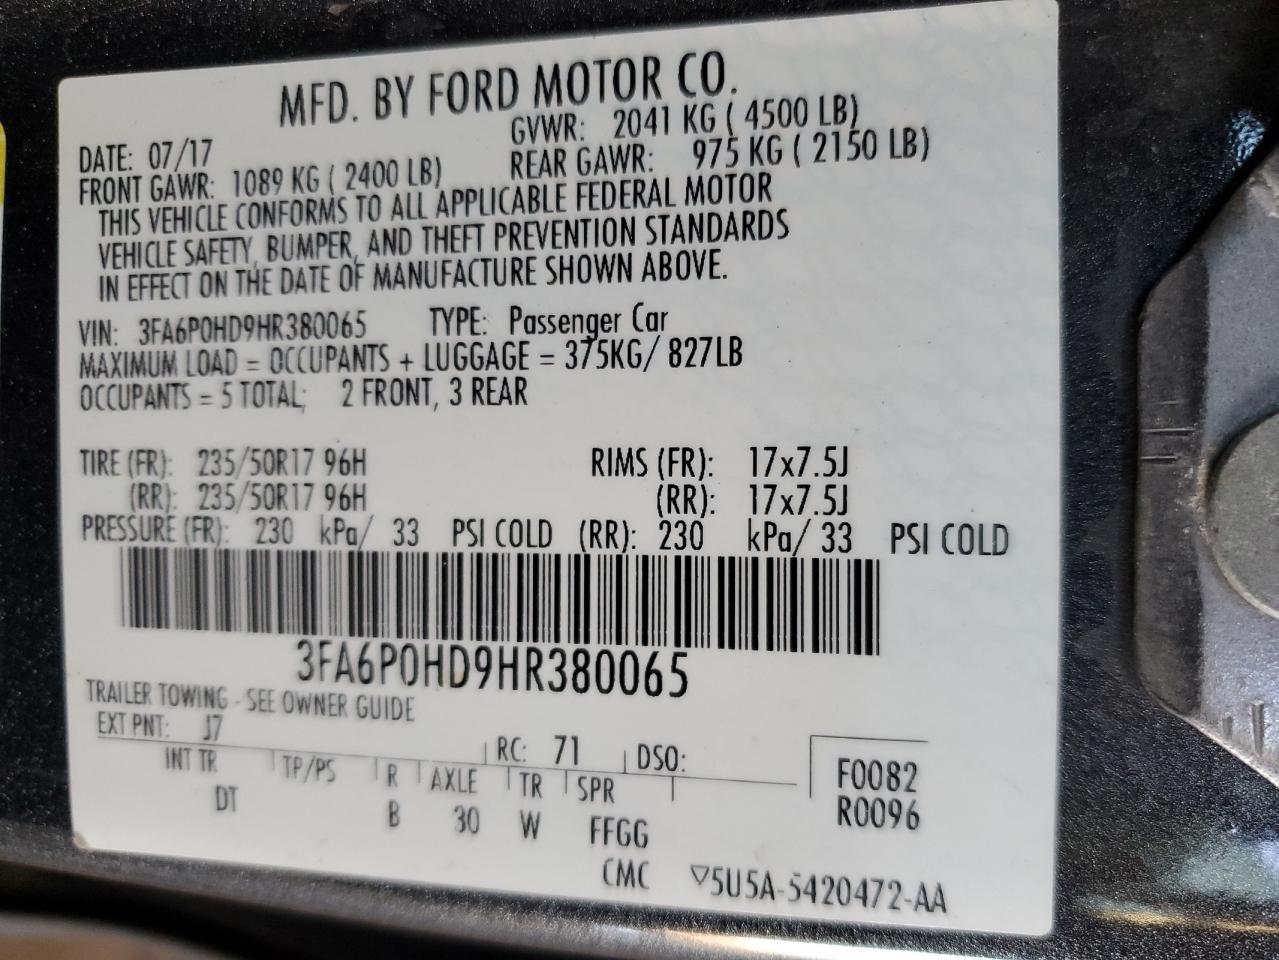 MFD. BY FORD MOTOR CO.
DATE: 07/17 GVWR: 2041 KG ( 4500 LB)
FRONT GAWR: 1089 KG ( 2400 LB) REAR GAWR: 975 KG ( 2150 LB)
THIS VEHICLE CONFORMS TO ALL APPLICABLE FEDERAL MOTOR
VEHICLE SAFETY, BUMPER, AND THEFT PREVENTION STANDARDS
IN EFFECT ON THE DATE OF MANUFACTURE SHOWN ABOVE.
VIN: 3FA6P0HD9HR380065 TYPE: Passenger Car
MAXIMUM LOAD = OCCUPANTS + LUGGAGE = 375KG/ 827LB
OCCUPANTS = 5 TOTAL; 2 FRONT, 3 REAR
TIRE (FR): 235/50R17 96H RIMS (FR): 17x7.5J
(RR): 235/50R17 96H (RR): 17x7.5J
PRESSURE (FR): 230 kPa/ 33 PSI COLD (RR): 230 kPa/ 33 PSI COLD
3FA6P0HD9HR380065
TRAILER TOWING - SEE OWNER GUIDE
EXT PNT: J7 RC: 71 DSO:
INT TR TP/PS R AXLE TR SPR F0082
DT B 30 W FFGG R0096
CMC ▽5U5A-5420472-AA